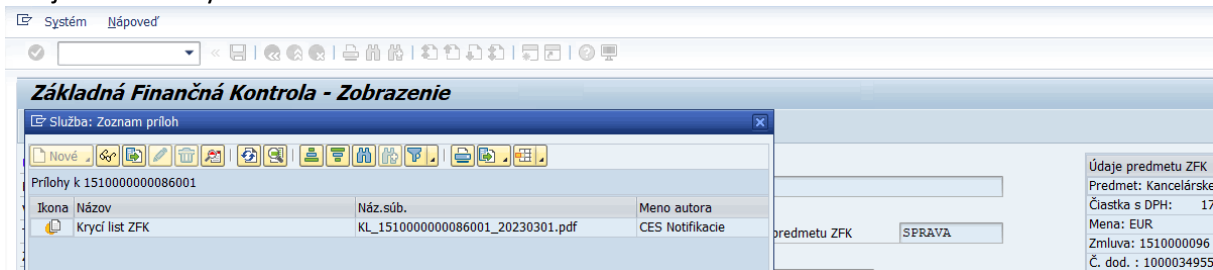 Systém Nápoveď
Základná Finančná Kontrola - Zobrazenie
Služba: Zoznam príloh
Nové
Prílohy k 1510000000086001
Ikona Názov Náz.súb. Meno autora
Krycí list ZFK KL_1510000000086001_20230301.pdf CES Notifikacie
predmetu ZFK SPRAVA
Údaje predmetu ZFK
Predmet: Kancelárske
Čiastka s DPH: 17
Mena: EUR
Zmluva: 1510000096
Č. dod. : 1000034955